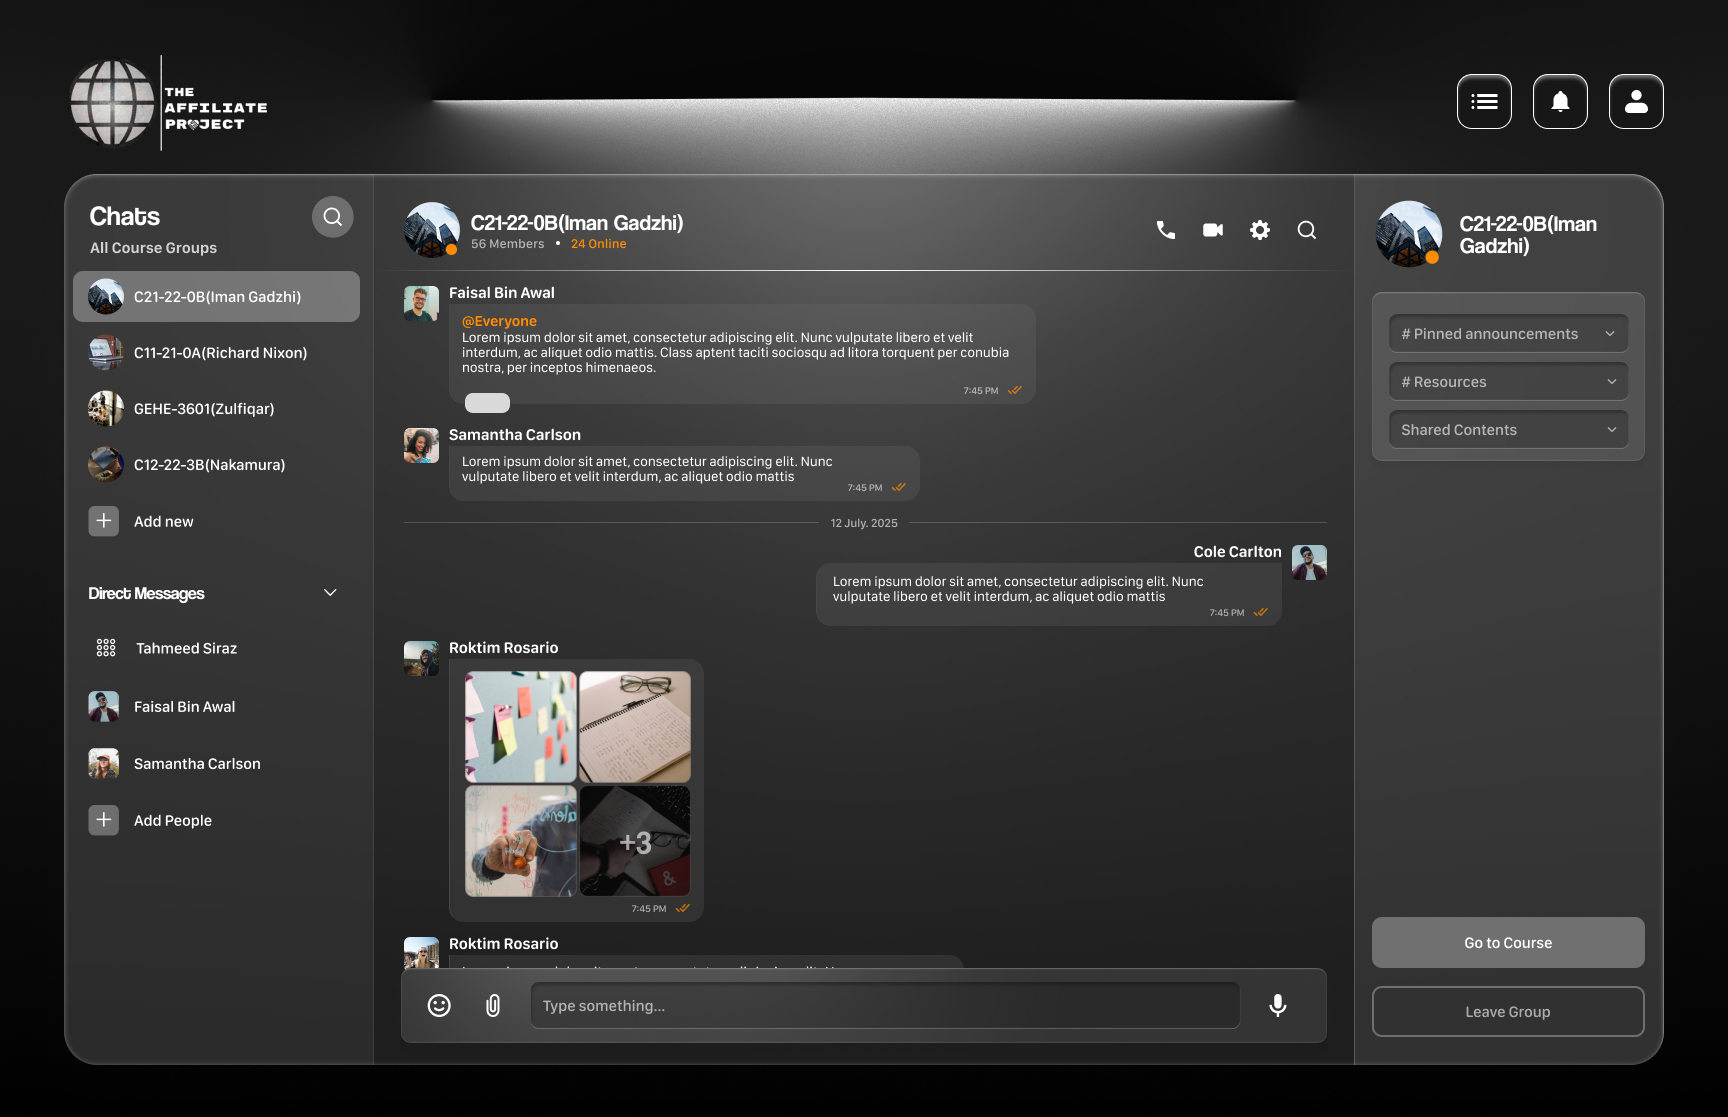 THE
AFFILIATE
PROJECT
Chats
All Course Groups
C21-22-0B(Iman Gadzhi)
C11-21-0A(Richard Nixon)
GEHE-3601(Zulfiqar)
C12-22-3B(Nakamura)
Add new
Direct Messages
Tahmeed Siraz
Faisal Bin Awal
Samantha Carlson
Add People
C21-22-0B(Iman Gadzhi)
56 Members • 24 Online
Faisal Bin Awal
@Everyone
Lorem ipsum dolor sit amet, consectetur adipiscing elit. Nunc vulputate libero et velit
interdum, ac aliquet odio mattis. Class aptent taciti sociosqu ad litora torquent per conubia
nostra, per inceptos himenaeos.
7:45 PM
Samantha Carlson
Lorem ipsum dolor sit amet, consectetur adipiscing elit. Nunc
vulputate libero et velit interdum, ac aliquet odio mattis
7:45 PM
12 July. 2025
Cole Carlton
Lorem ipsum dolor sit amet, consectetur adipiscing elit. Nunc
vulputate libero et velit interdum, ac aliquet odio mattis
7:45 PM
Roktim Rosario
+3
&
7:45 PM
Roktim Rosario
Type something...
C21-22-0B(Iman
Gadzhi)
# Pinned announcements
# Resources
Shared Contents
Go to Course
Leave Group